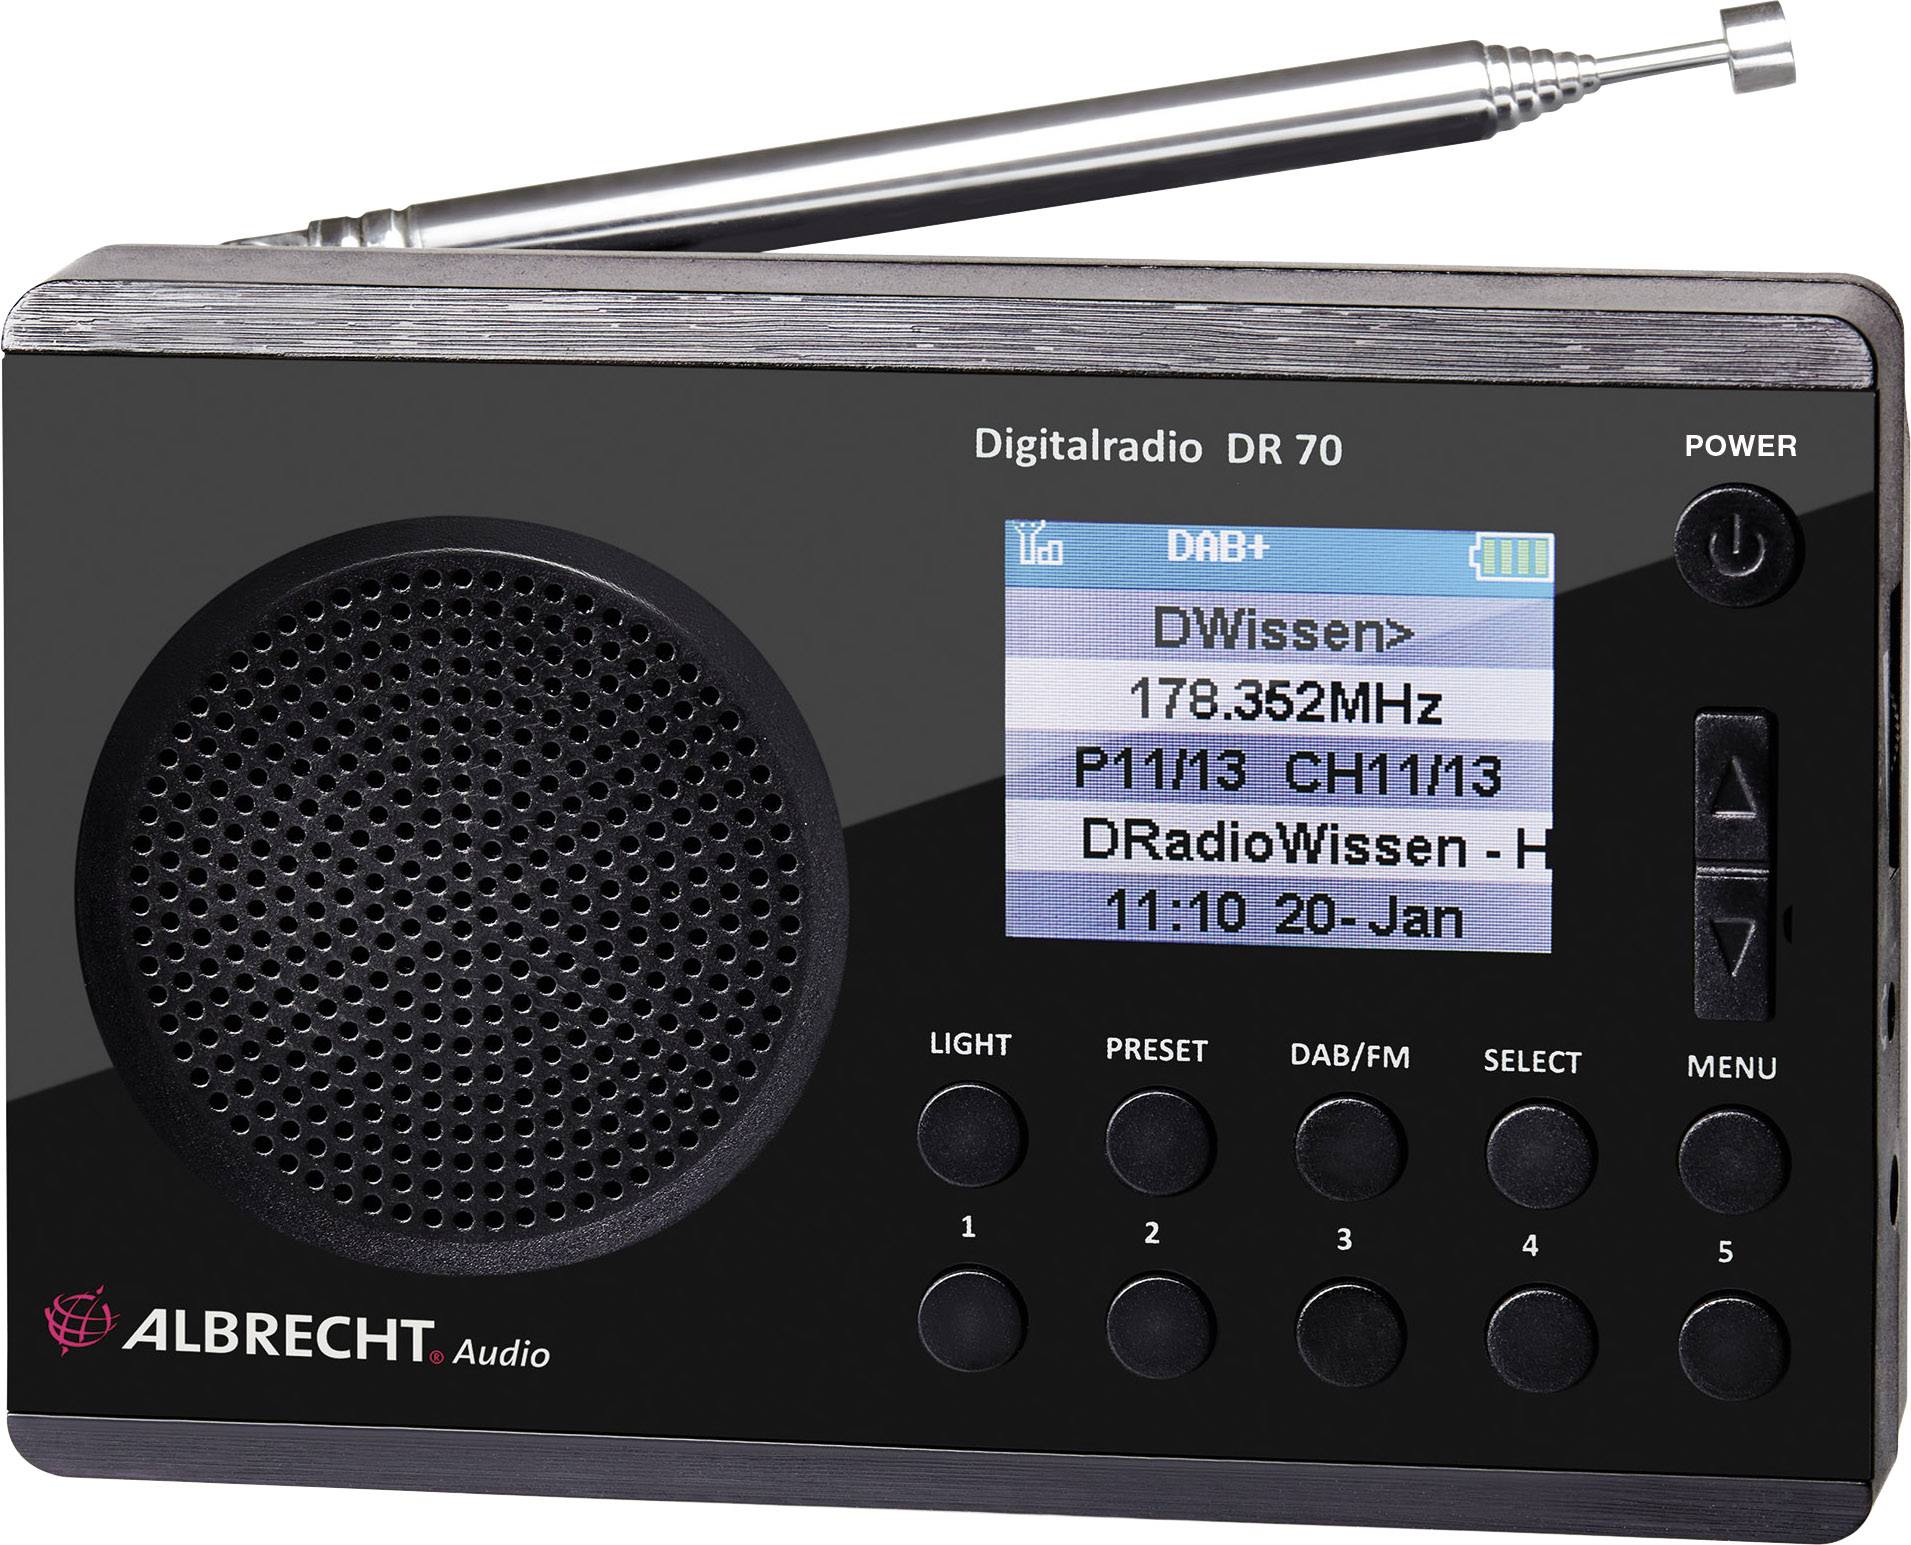 Digitalradio DR 70
POWER
DAB+
DWissen>
178.352MHz
P11/13 CH11/13
DRadioWissen - H
11:10 20-Jan
LIGHT PRESET DAB/FM SELECT MENU
1 2 3 4 5
ALBRECHT® Audio